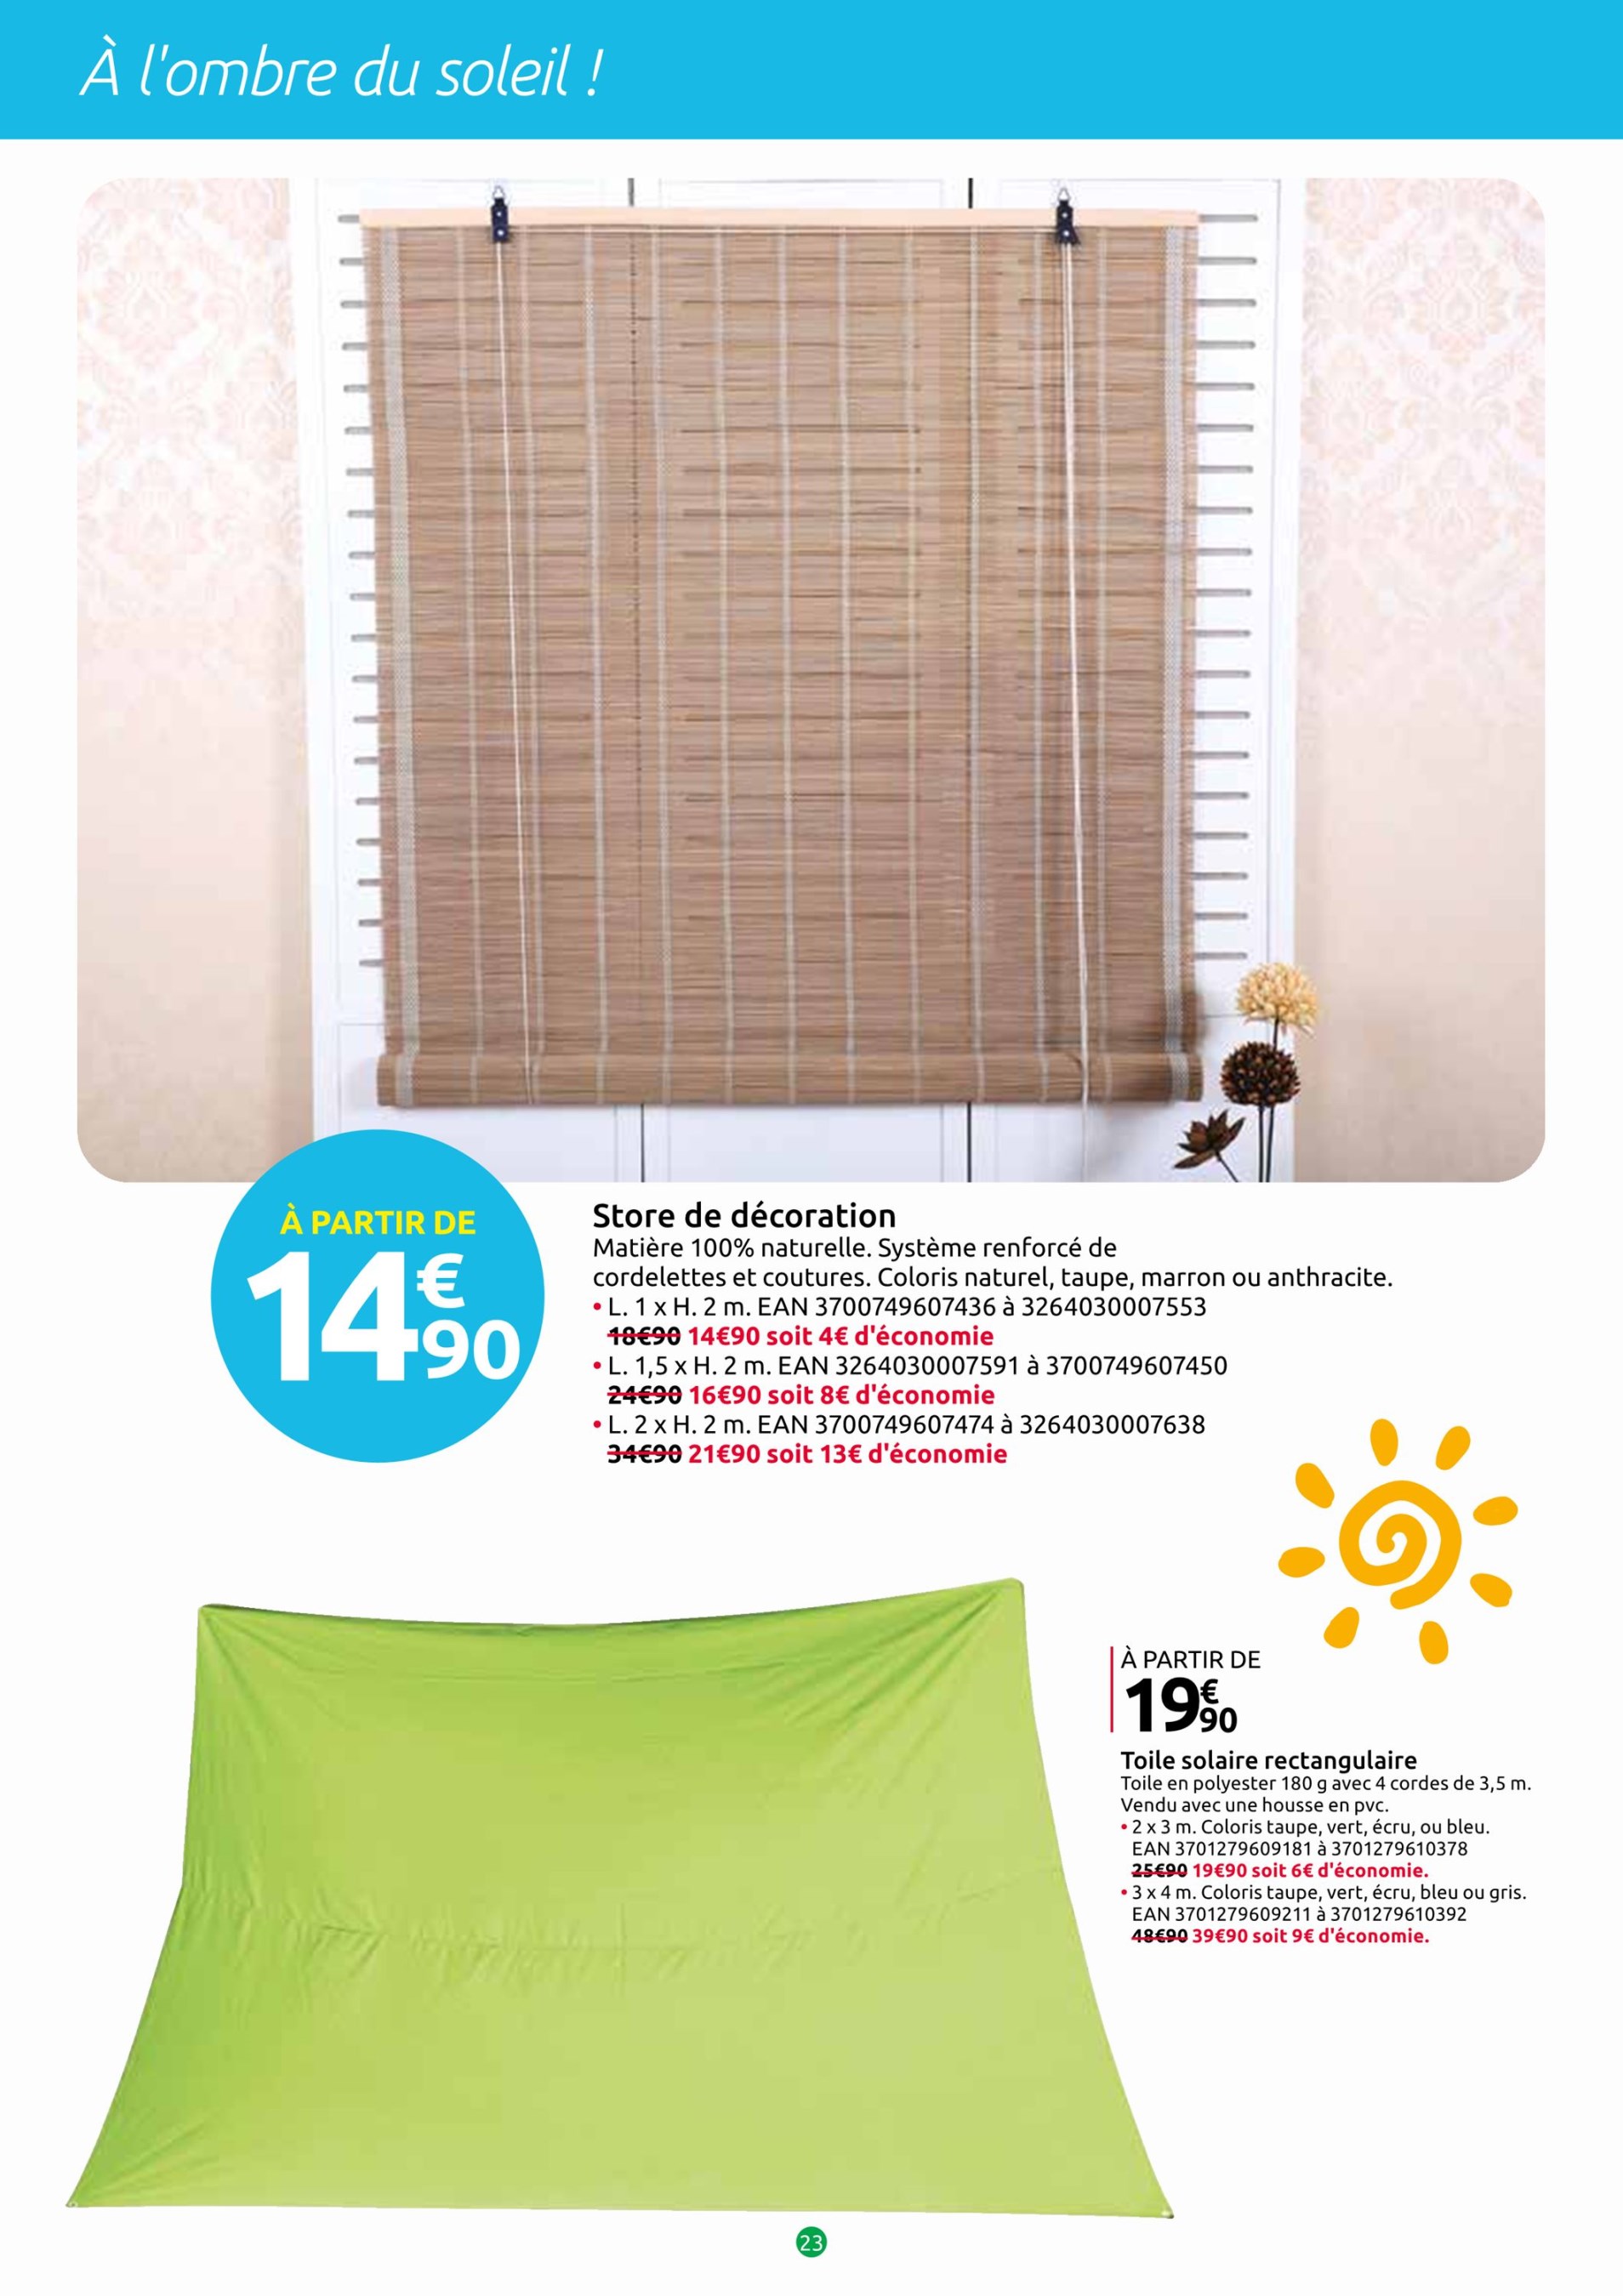 À l'ombre du soleil !
À PARTIR DE
14€90
Store de décoration
Matière 100% naturelle. Système renforcé de
cordelettes et coutures. Coloris naturel, taupe, marron ou anthracite.
• L. 1 x H. 2 m. EAN 3700749607436 à 3264030007553
18€90 14€90 soit 4€ d'économie
• L. 1,5 x H. 2 m. EAN 3264030007591 à 3700749607450
24€90 16€90 soit 8€ d'économie
• L. 2 x H. 2 m. EAN 3700749607474 à 3264030007638
34€90 21€90 soit 13€ d'économie
À PARTIR DE
19€90
Toile solaire rectangulaire
Toile en polyester 180 g avec 4 cordes de 3,5 m.
Vendu avec une housse en pvc.
• 2 x 3 m. Coloris taupe, vert, écru, ou bleu.
EAN 3701279609181 à 3701279610378
25€90 19€90 soit 6€ d'économie.
• 3 x 4 m. Coloris taupe, vert, écru, bleu ou gris.
EAN 3701279609211 à 3701279610392
48€90 39€90 soit 9€ d'économie.
23